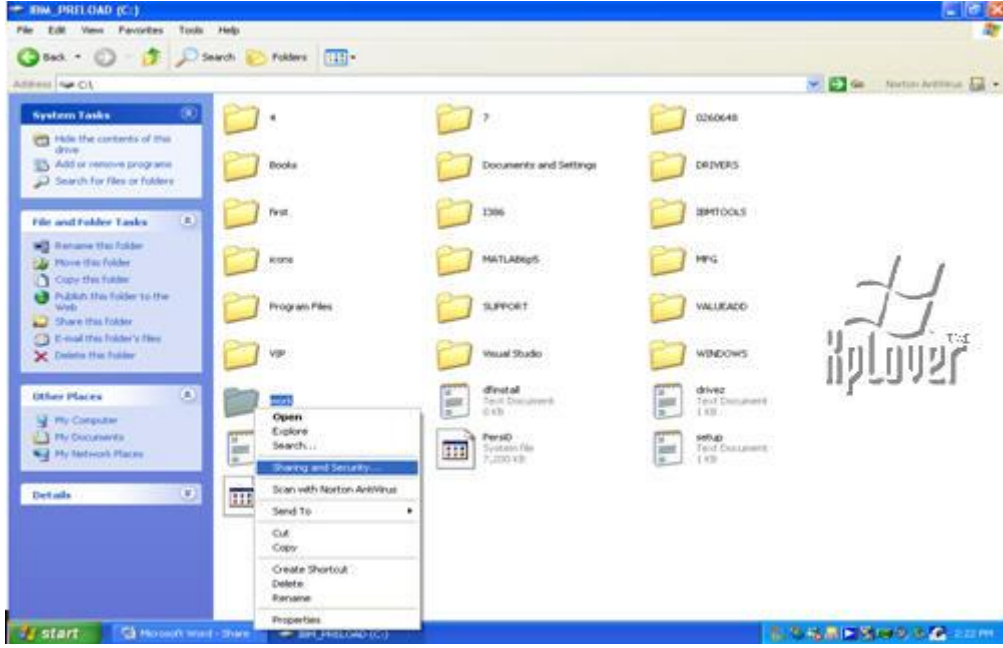 IBM_PRELOAD (C:)
File Edit View Favorites Tools Help
Back Search Folders
Address C:\ Go Norton AntiVirus
System Tasks
Hide the contents of this
drive
Add or remove programs
Search for files or folders
File and Folder Tasks
Rename this folder
Move this folder
Copy this folder
Publish this folder to the
Web
Share this folder
E-mail this folder's files
Delete this folder
Other Places
My Computer
My Documents
My Network Places
Details
4 7 0260648
Books Documents and Settings DRIVERS
first I386 IBMTOOLS
icons MATLAB6p5 MFG
Program Files SUPPORT VALUEADD
VIP Visual Studio WINDOWS
work
dfinstall
Text Document
0 KB
drivez
Text Document
1 KB
PersiD
System file
7,200 KB
setup
Text Document
1 KB
Open
Explore
Search...
Sharing and Security...
Scan with Norton AntiVirus
Send To
Cut
Copy
Create Shortcut
Delete
Rename
Properties
XpLover
start Microsoft Word - Share IBM_PRELOAD (C:) 2:22 PM